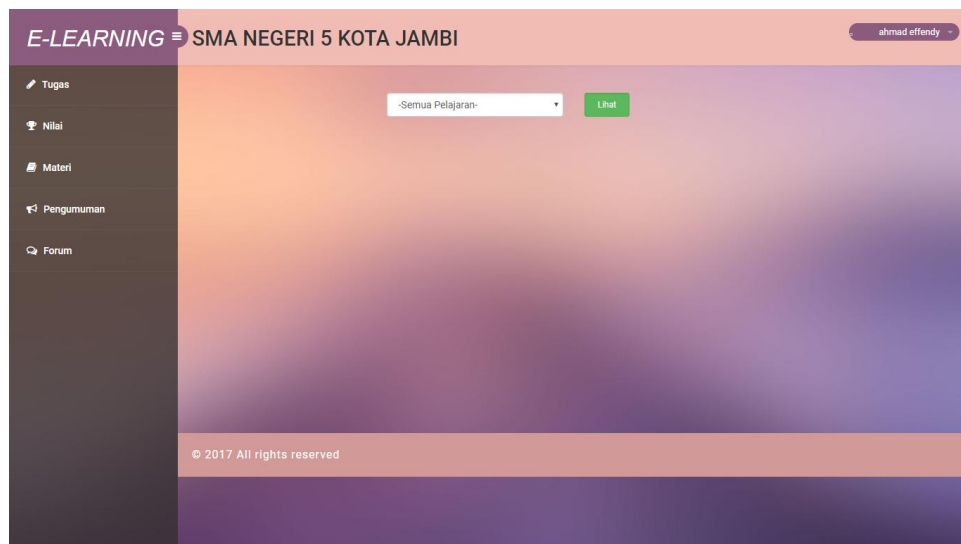 E-LEARNING
SMA NEGERI 5 KOTA JAMBI
ahmad effendy
Tugas
-Semua Pelajaran-
Lihat
Nilai
Materi
Pengumuman
Forum
© 2017 All rights reserved